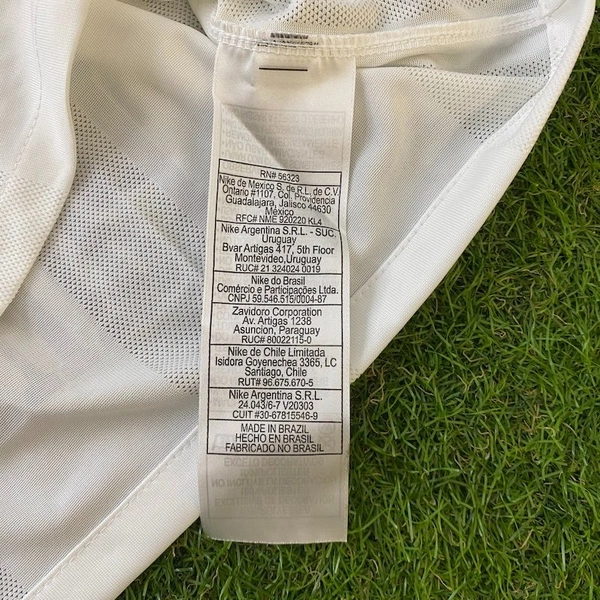 RN# 56323
Nike de Mexico S. de R.L. de C.V.
Ontario #1107, Col. Providencia
Guadalajara, Jalisco 44630
México
RFC# NME 920220 KL4
Nike Argentina S.R.L. - SUC.
Uruguay
Bvar Artigas 417, 5th Floor
Montevideo,Uruguay
RUC# 21 324024 0019
Nike do Brasil
Comércio e Participações Ltda.
CNPJ 59.546.515/0004-87
Zavidoro Corporation
Av. Artigas 1238
Asunción, Paraguay
RUC# 80022115-0
Nike de Chile Limitada
Isidora Goyenechea 3365, LC
Santiago, Chile
RUT# 96.675.670-5
Nike Argentina S.R.L.
24.043/6-7 V20303
CUIT #30-67815546-9
MADE IN BRAZIL
HECHO EN BRASIL
FABRICADO NO BRASIL